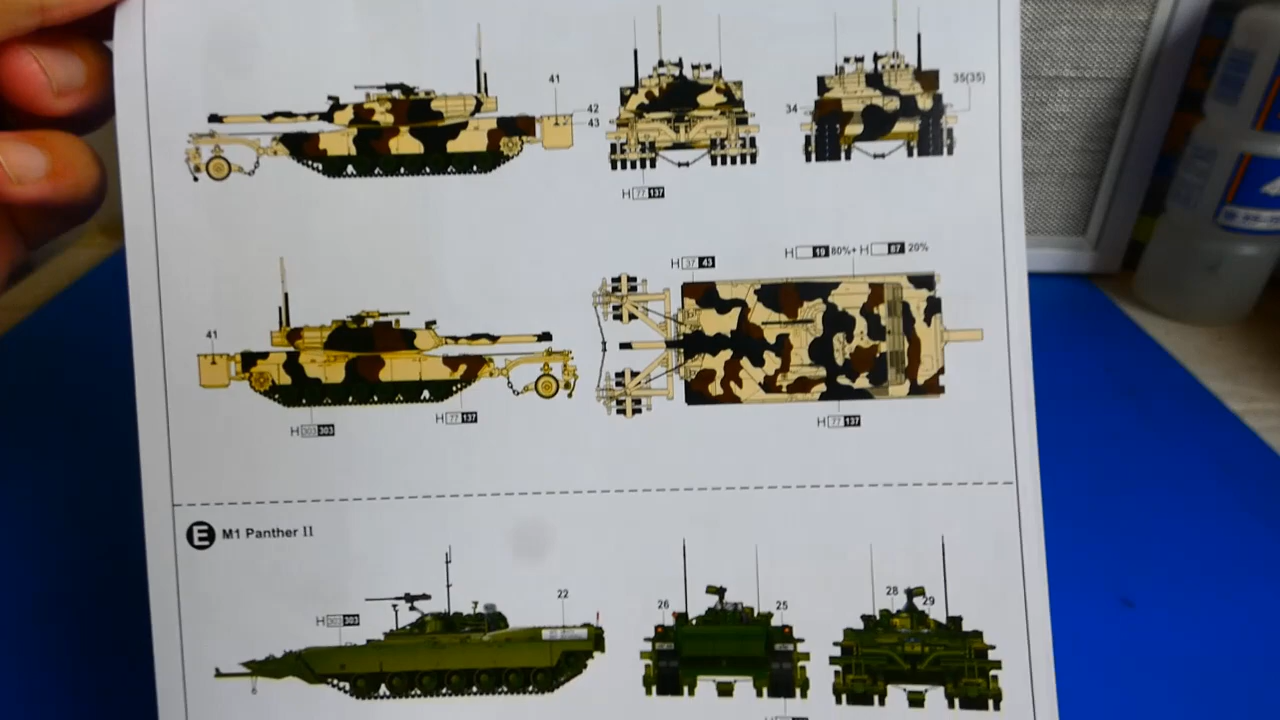 41
42
43
35(35)
34
H 77 137
H 37 43
H 19 80%+ H 67 20%
41
H 303 303
H 77 137
H 77 137
E M1 Panther II
22
H 303 303
26
25
28
29